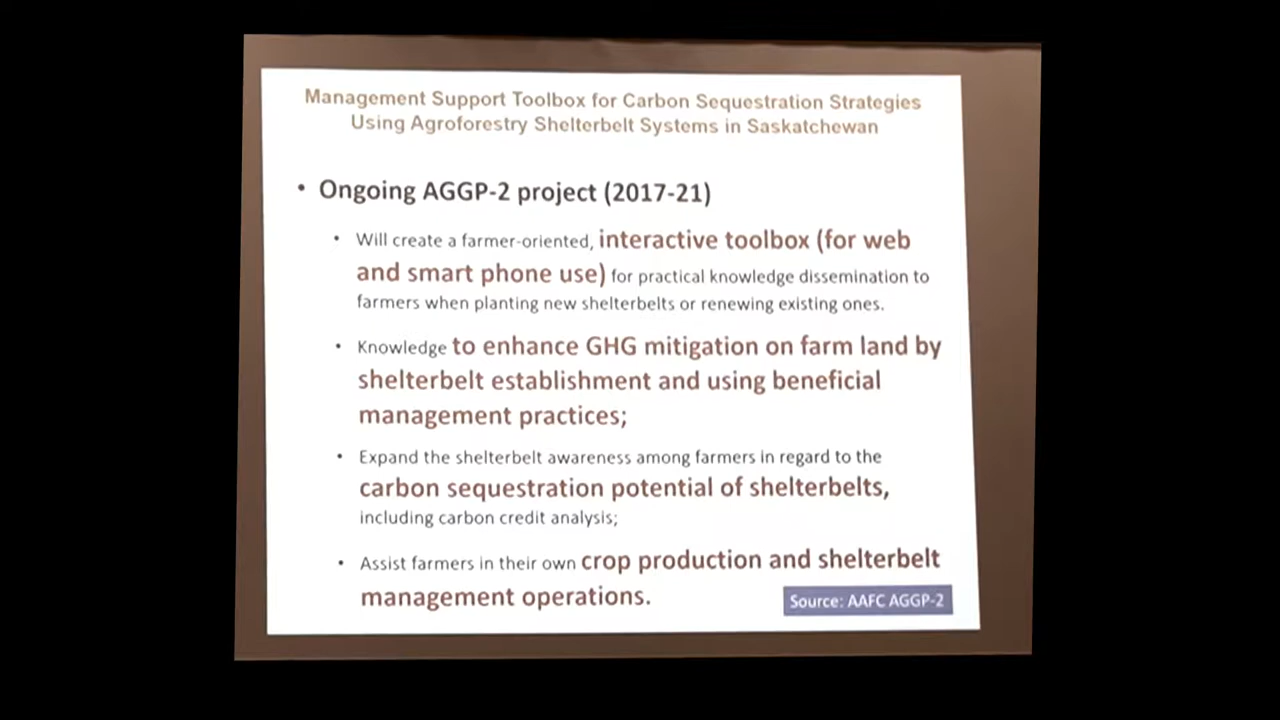 Management Support Toolbox for Carbon Sequestration Strategies
Using Agroforestry Shelterbelt Systems in Saskatchewan
• Ongoing AGGP-2 project (2017-21)
• Will create a farmer-oriented, interactive toolbox (for web
and smart phone use) for practical knowledge dissemination to
farmers when planting new shelterbelts or renewing existing ones.
• Knowledge to enhance GHG mitigation on farm land by
shelterbelt establishment and using beneficial
management practices;
• Expand the shelterbelt awareness among farmers in regard to the
carbon sequestration potential of shelterbelts,
including carbon credit analysis;
• Assist farmers in their own crop production and shelterbelt
management operations.
Source: AAFC AGGP-2